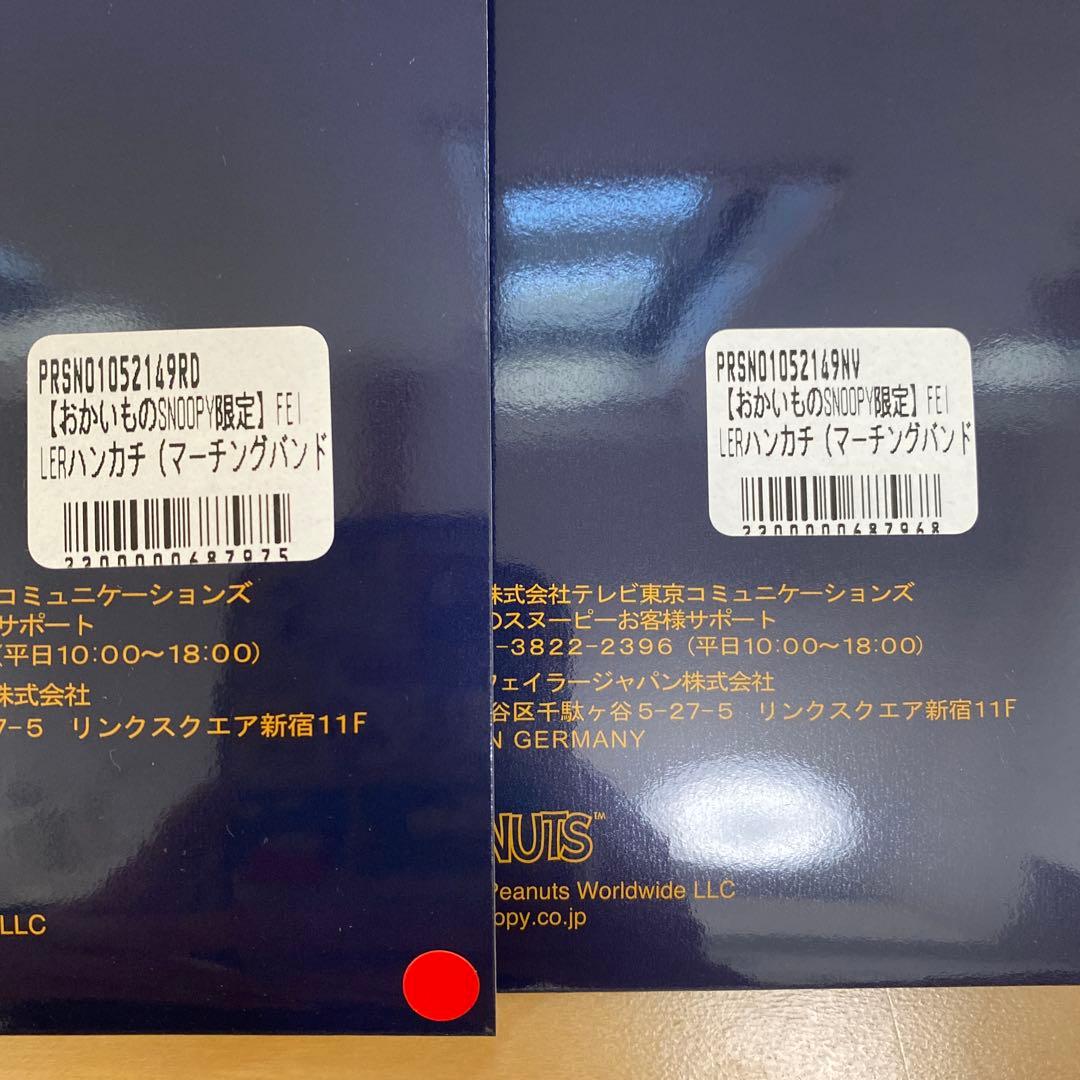 PRSN01052149RD
【おかいものSNOOPY限定】FEI
LERハンカチ (マーチングバンド
2200000687975
コミュニケーションズ
サポート
(平日10:00〜18:00)
株式会社
7-5 リンクスクエア新宿11F
LLC
PRSN01052149NV
【おかいものSNOOPY限定】FEI
LERハンカチ (マーチングバンド
2200000687968
株式会社テレビ東京コミュニケーションズ
のスヌーピーお客様サポート
-3822-2396 (平日10:00〜18:00)
フェイラージャパン株式会社
谷区千駄ヶ谷5-27-5 リンクスクエア新宿11F
N GERMANY
NUTS™
Peanuts Worldwide LLC
opy.co.jp